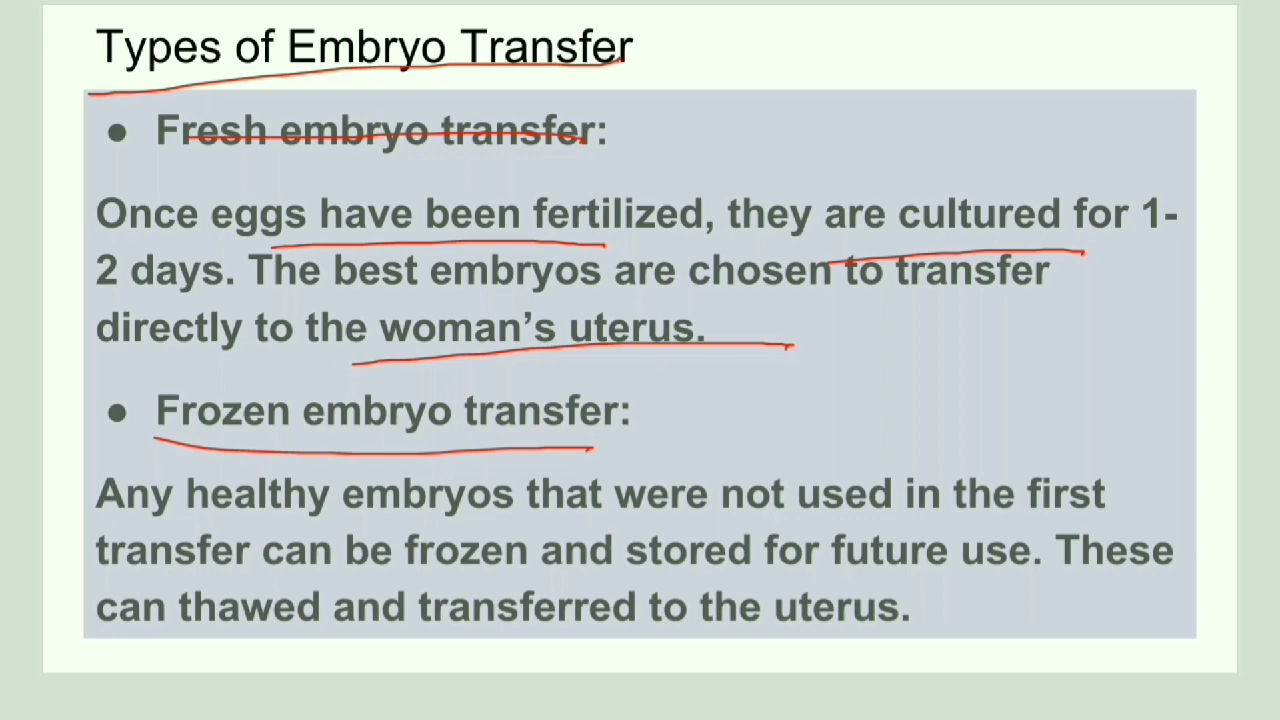 Types of Embryo Transfer
● Fresh embryo transfer:
Once eggs have been fertilized, they are cultured for 1-
2 days. The best embryos are chosen to transfer
directly to the woman’s uterus.
● Frozen embryo transfer:
Any healthy embryos that were not used in the first
transfer can be frozen and stored for future use. These
can thawed and transferred to the uterus.